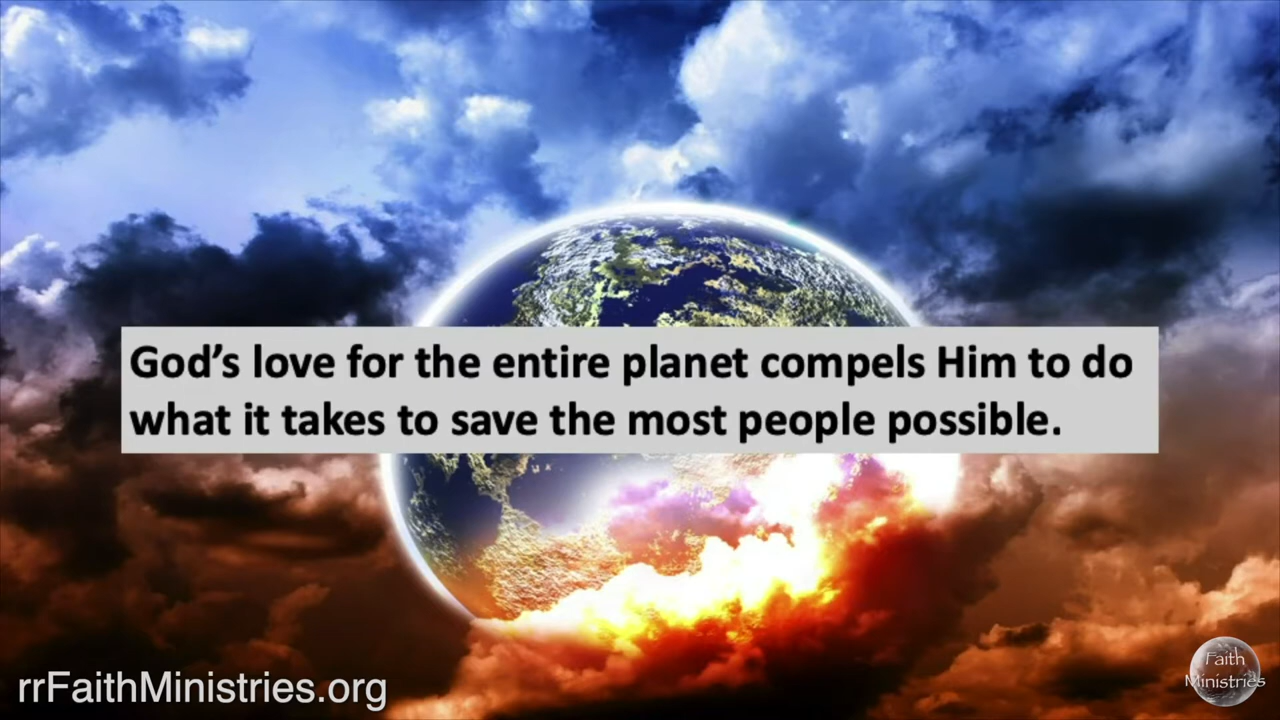 God’s love for the entire planet compels Him to do
what it takes to save the most people possible.
rrFaithMinistries.org
Faith
Ministries